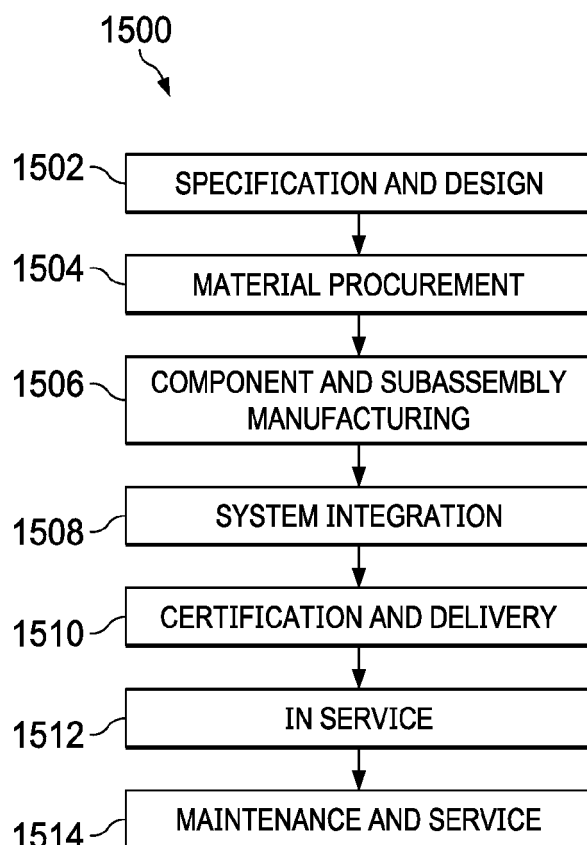 1500
1502
SPECIFICATION AND DESIGN
1504
MATERIAL PROCUREMENT
1506
COMPONENT AND SUBASSEMBLY
MANUFACTURING
1508
SYSTEM INTEGRATION
1510
CERTIFICATION AND DELIVERY
1512
IN SERVICE
1514
MAINTENANCE AND SERVICE